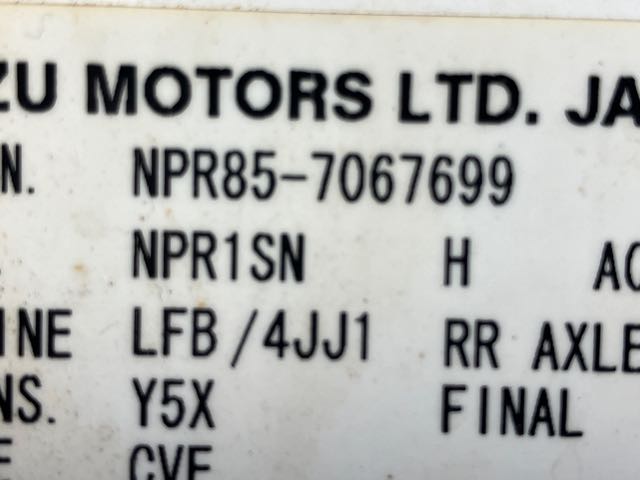 ZU MOTORS LTD. JA
N. NPR85-7067699
NPR1SN H AC
INE LFB/4JJ1 RR AXLE
NS. Y5X FINAL
E CVE